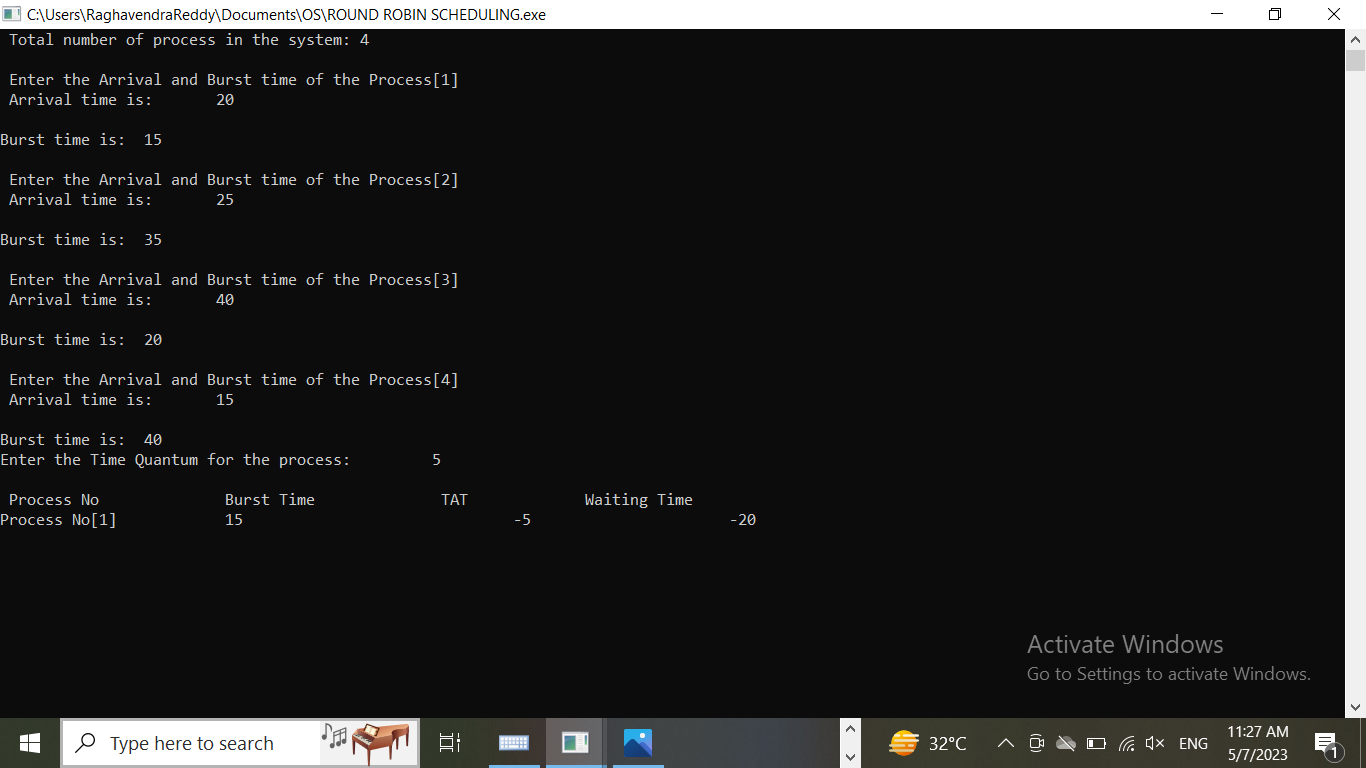 C:\Users\RaghavendraReddy\Documents\OS\ROUND ROBIN SCHEDULING.exe
Total number of process in the system: 4
Enter the Arrival and Burst time of the Process[1]
Arrival time is: 20
Burst time is: 15
Enter the Arrival and Burst time of the Process[2]
Arrival time is: 25
Burst time is: 35
Enter the Arrival and Burst time of the Process[3]
Arrival time is: 40
Burst time is: 20
Enter the Arrival and Burst time of the Process[4]
Arrival time is: 15
Burst time is: 40
Enter the Time Quantum for the process: 5
Process No Burst Time TAT Waiting Time
Process No[1] 15 -5 -20
Activate Windows
Go to Settings to activate Windows.
Type here to search
32°C
ENG
11:27 AM
5/7/2023
1